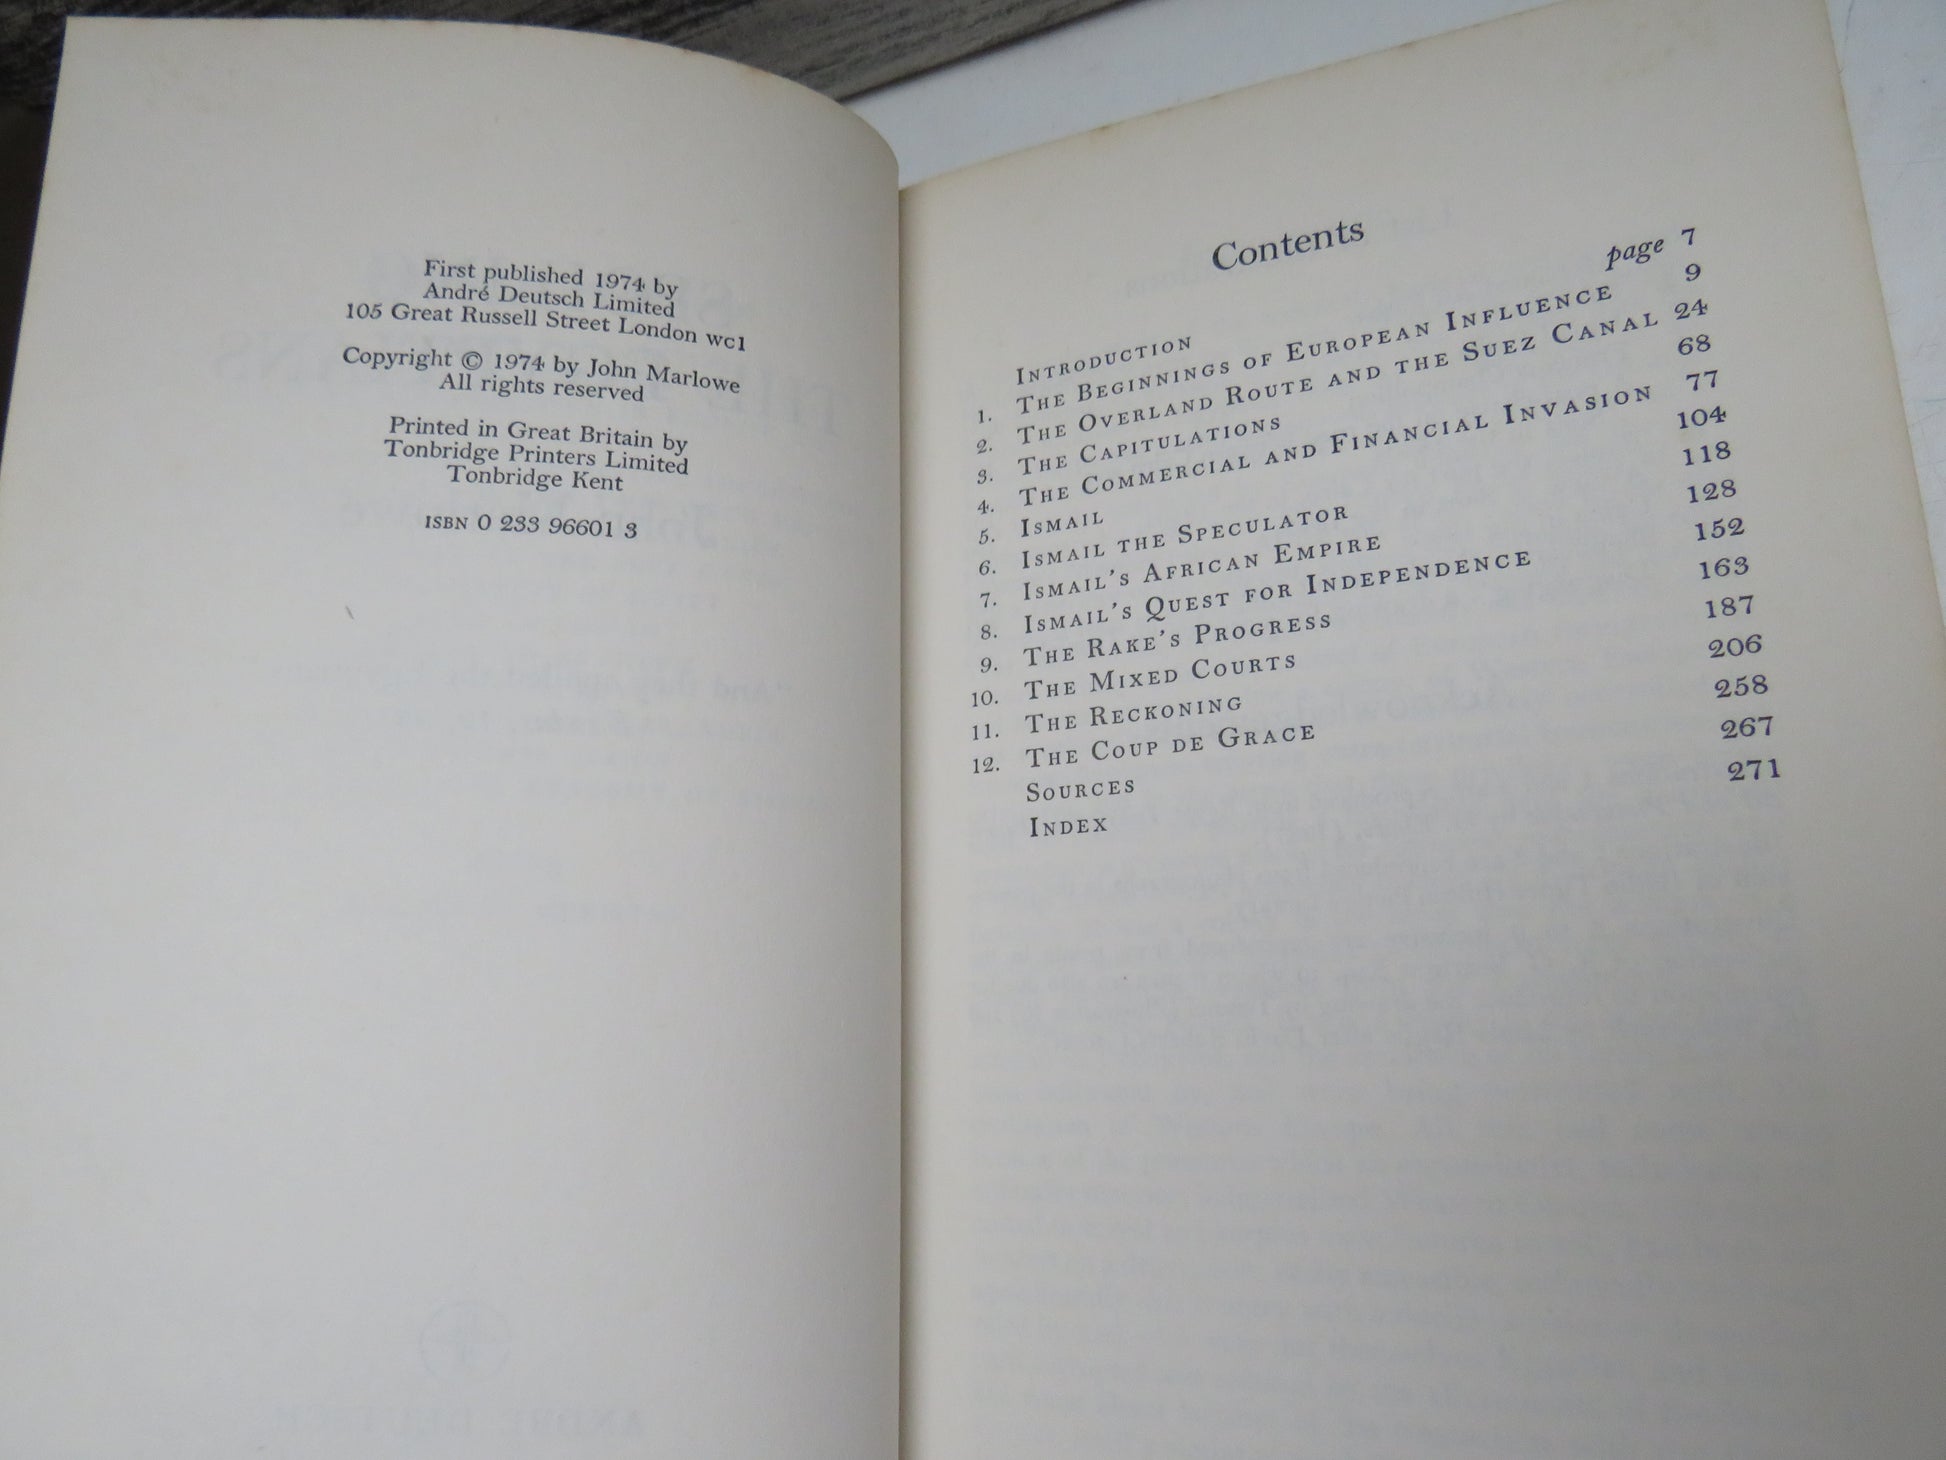 First published 1974 by
André Deutsch Limited
105 Great Russell Street London WC1
Copyright © 1974 by John Marlowe
All rights reserved
Printed in Great Britain by
Tonbridge Printers Limited
Tonbridge Kent
ISBN 0 233 96601 3
Contents
INTRODUCTION page 7
1. THE BEGINNINGS OF EUROPEAN INFLUENCE 9
2. THE OVERLAND ROUTE AND THE SUEZ CANAL 24
3. THE CAPITULATIONS 68
4. THE COMMERCIAL AND FINANCIAL INVASION 77
5. ISMAIL 104
6. ISMAIL THE SPECULATOR 118
7. ISMAIL'S AFRICAN EMPIRE 128
8. ISMAIL'S QUEST FOR INDEPENDENCE 152
9. THE RAKE'S PROGRESS 163
10. THE MIXED COURTS 187
11. THE RECKONING 206
12. THE COUP DE GRACE 258
SOURCES 267
INDEX 271